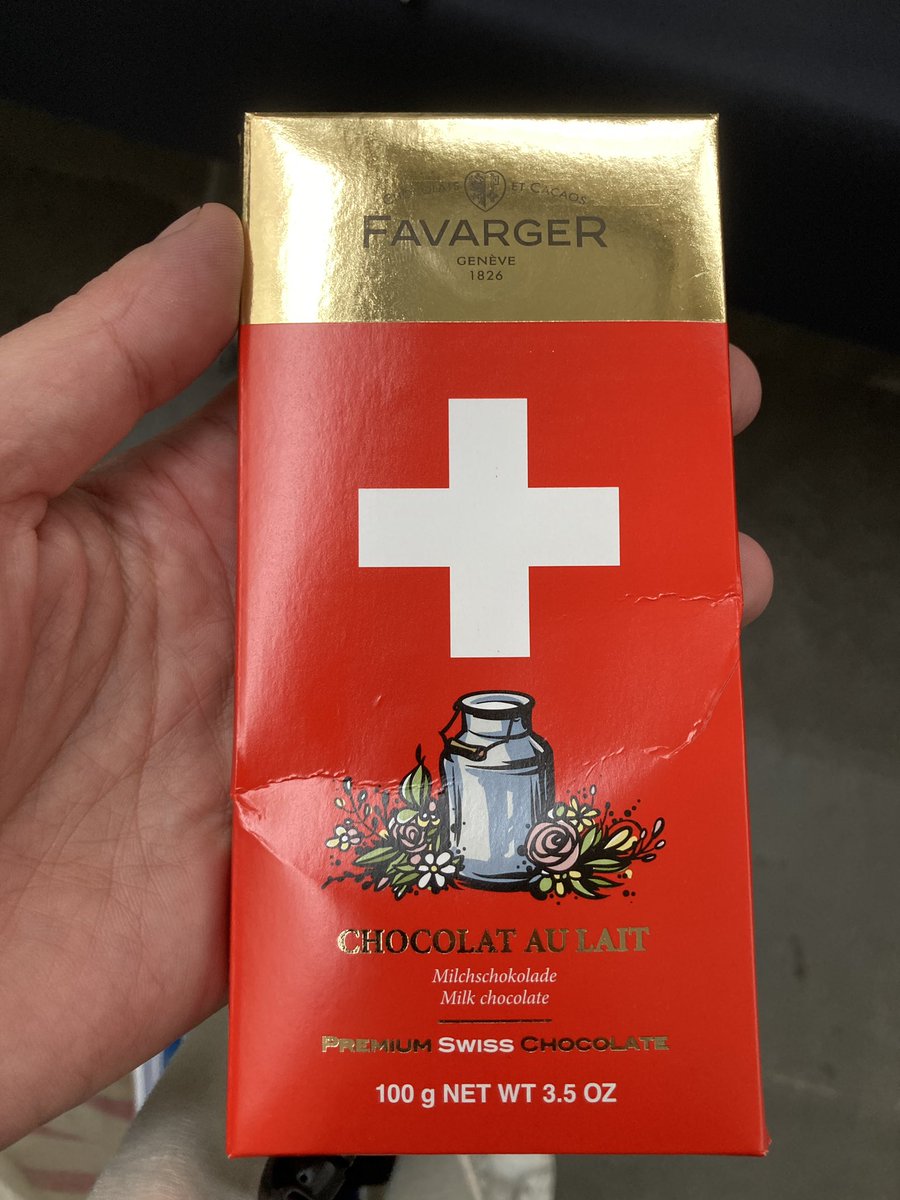 CHOCOLATS ET CACAOS
FAVARGER
GENÈVE
1826
CHOCOLAT AU LAIT
Milchschokolade
Milk chocolate
PREMIUM SWISS CHOCOLATE
100 g NET WT 3.5 OZ